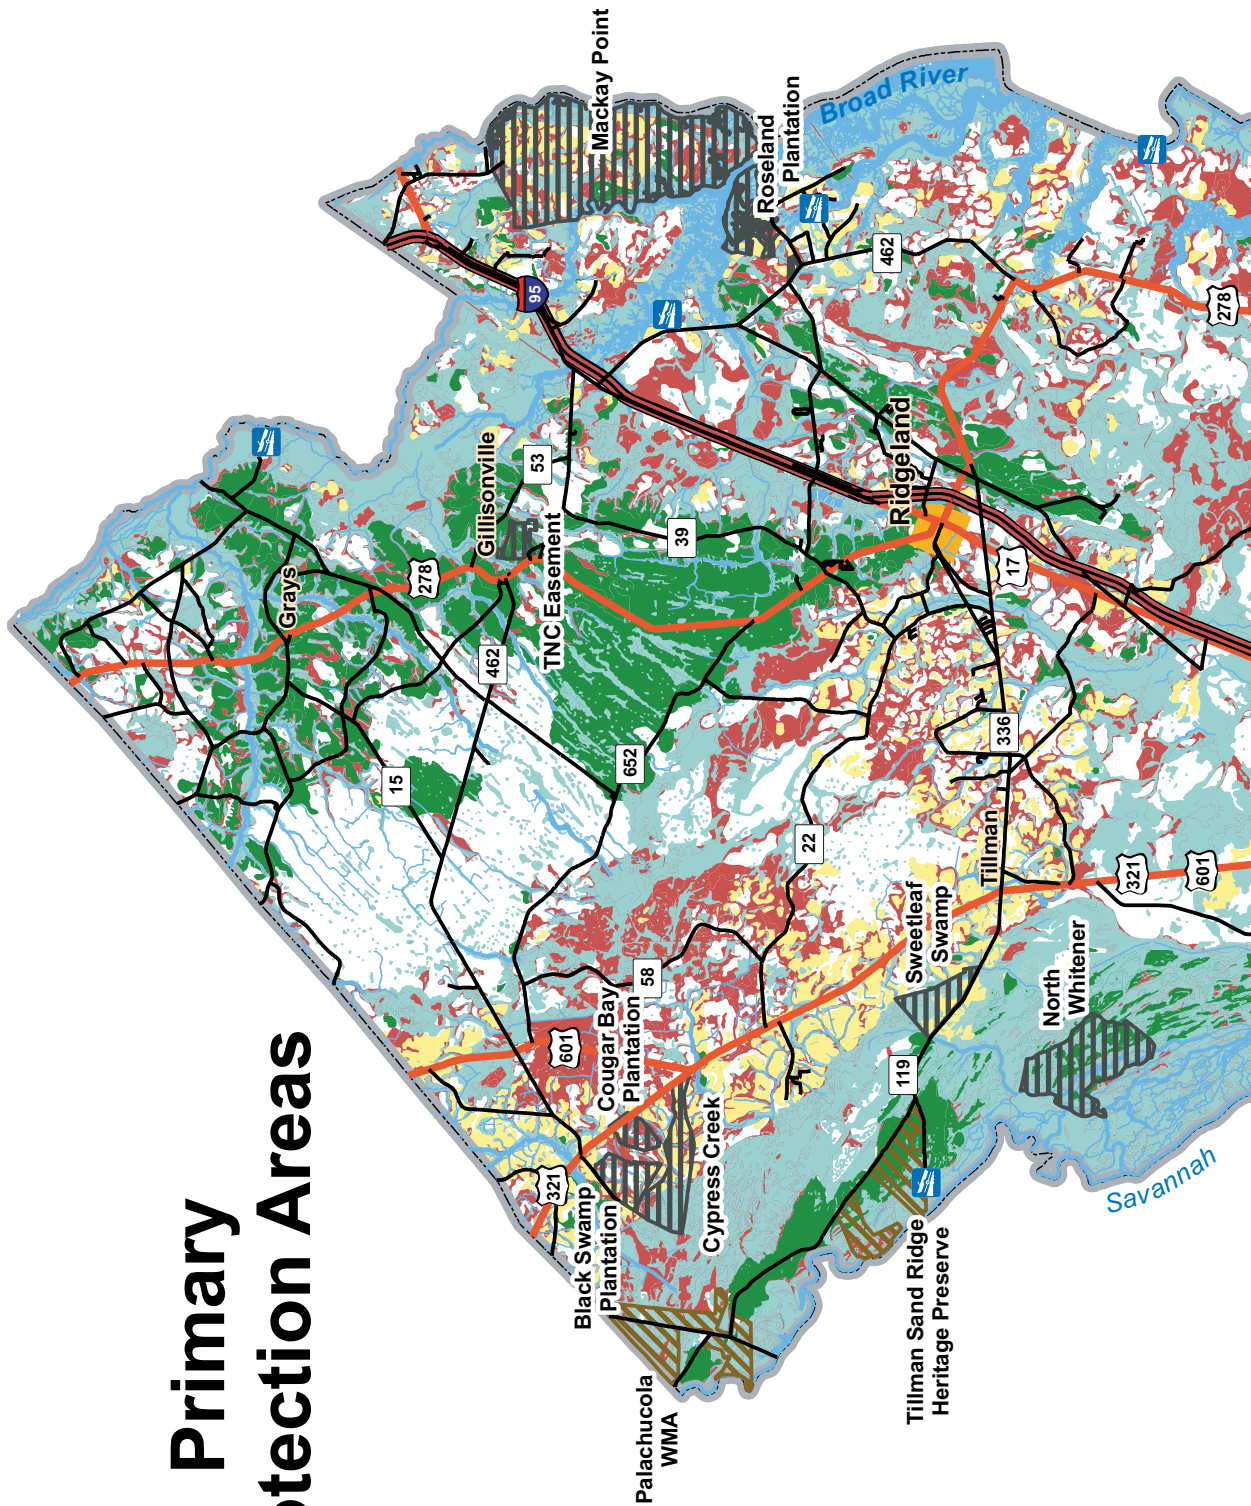 Primary
otection Areas
Mackay Point
Broad River
Roseland
Plantation
462
278
95
Gillisonville
53
Ridgeland
Grays
278
TNC Easement
39
17
462
652
336
15
22
Tillman
321
601
Sweetleaf
Swamp
58
North
Whitener
601
Cougar Bay
Plantation
119
Cypress Creek
321
Black Swamp
Plantation
Savannah
Tillman Sand Ridge
Heritage Preserve
Palachucola
WMA